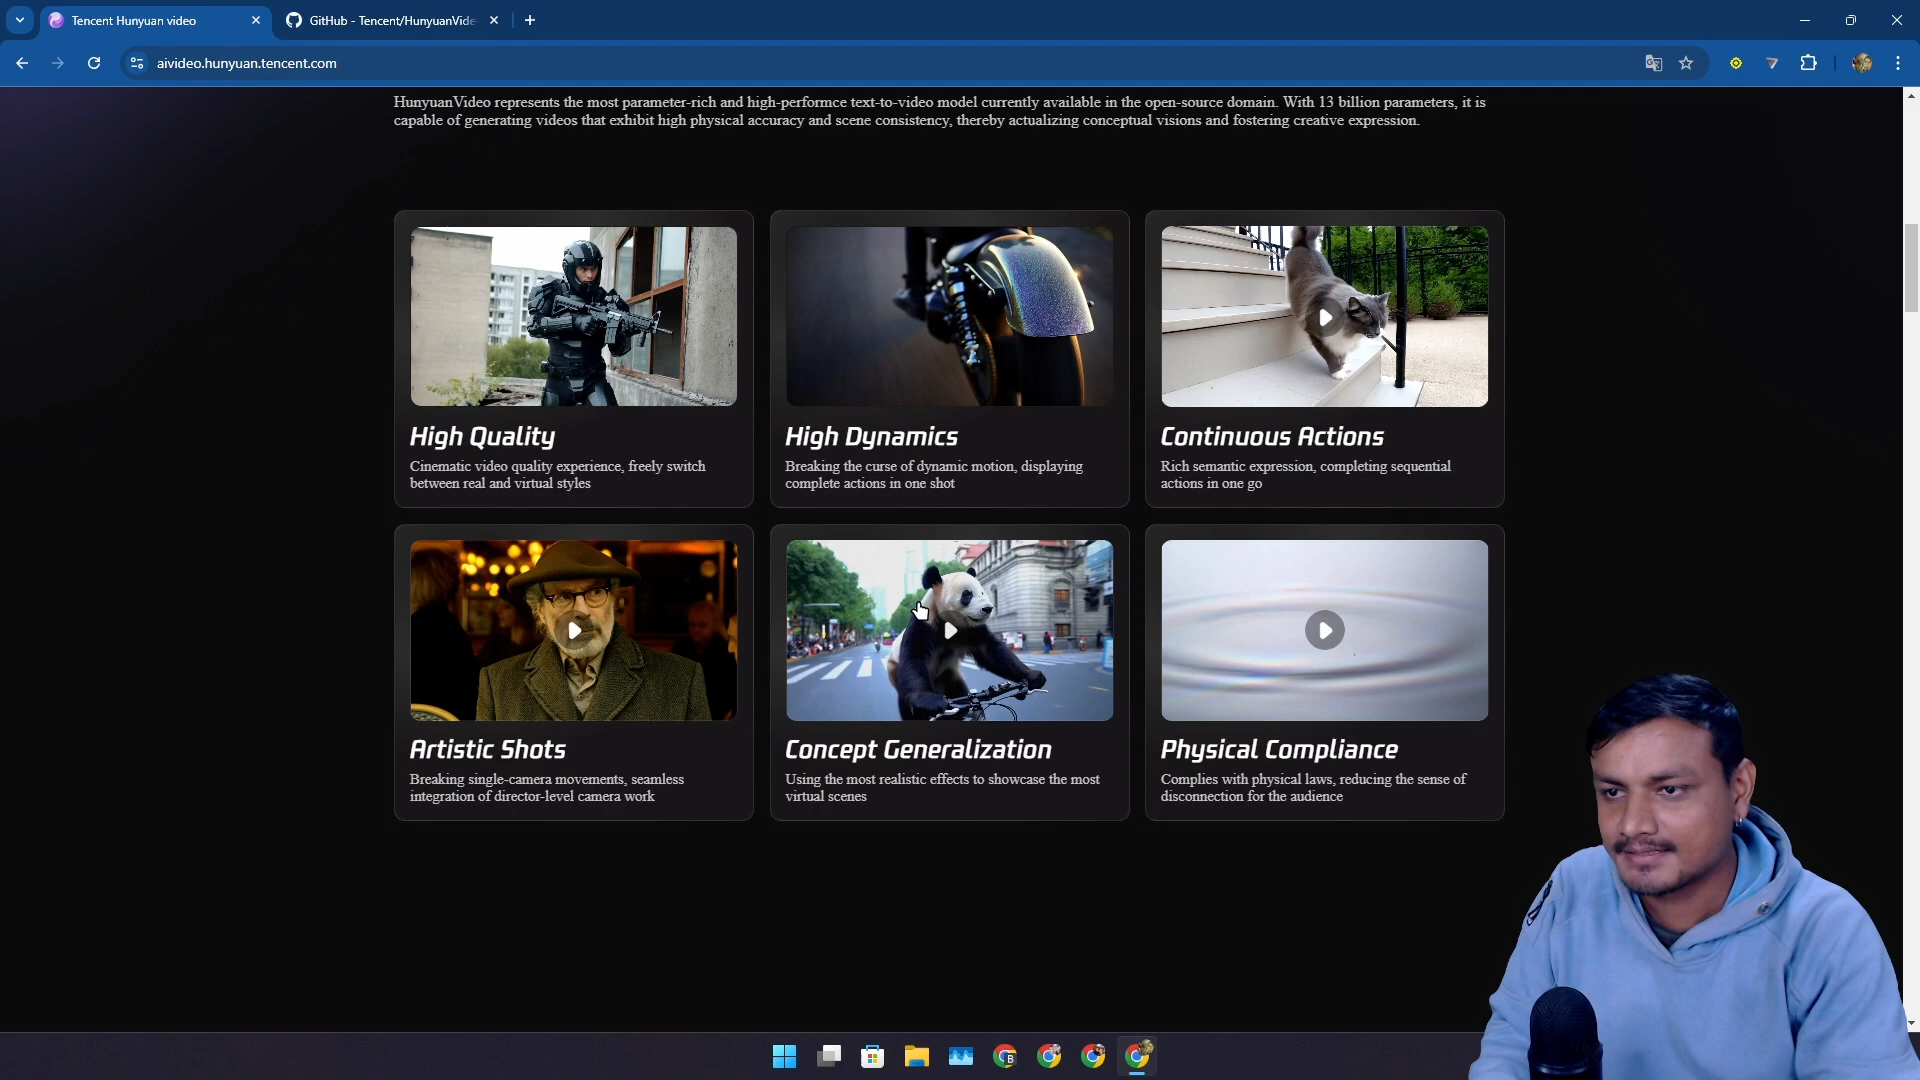 Tencent Hunyuan video
GitHub - Tencent/HunyuanVide
aivideo.hunyuan.tencent.com
HunyuanVideo represents the most parameter-rich and high-performce text-to-video model currently available in the open-source domain. With 13 billion parameters, it is
capable of generating videos that exhibit high physical accuracy and scene consistency, thereby actualizing conceptual visions and fostering creative expression.
High Quality
Cinematic video quality experience, freely switch
between real and virtual styles
High Dynamics
Breaking the curse of dynamic motion, displaying
complete actions in one shot
Continuous Actions
Rich semantic expression, completing sequential
actions in one go
Artistic Shots
Breaking single-camera movements, seamless
integration of director-level camera work
Concept Generalization
Using the most realistic effects to showcase the most
virtual scenes
Physical Compliance
Complies with physical laws, reducing the sense of
disconnection for the audience
B